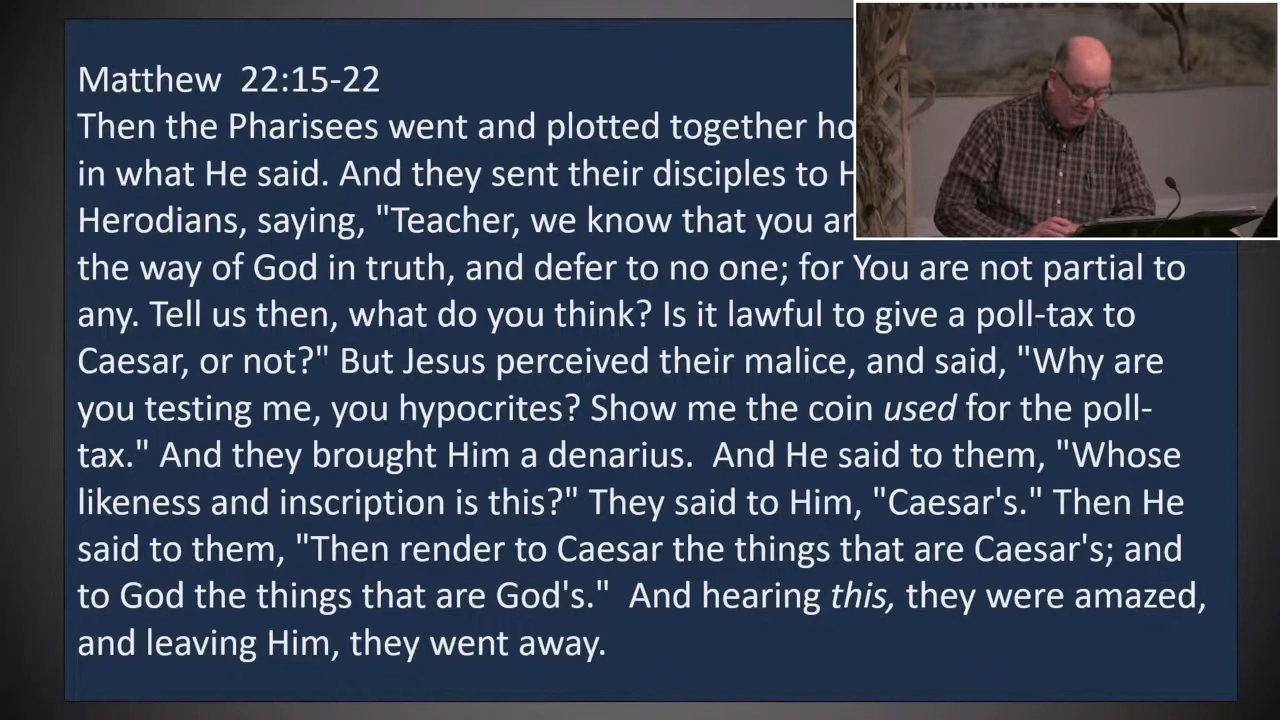 Matthew 22:15-22
Then the Pharisees went and plotted together
in what He said. And they sent their disciples to
Herodians, saying, "Teacher, we know that you
the way of God in truth, and defer to no one; for You are not partial to
any. Tell us then, what do you think? Is it lawful to give a poll-tax to
Caesar, or not?" But Jesus perceived their malice, and said, "Why are
you testing me, you hypocrites? Show me the coin used for the poll-
tax." And they brought Him a denarius. And He said to them, "Whose
likeness and inscription is this?" They said to Him, "Caesar's." Then He
said to them, "Then render to Caesar the things that are Caesar's; and
to God the things that are God's." And hearing this, they were amazed,
and leaving Him, they went away.